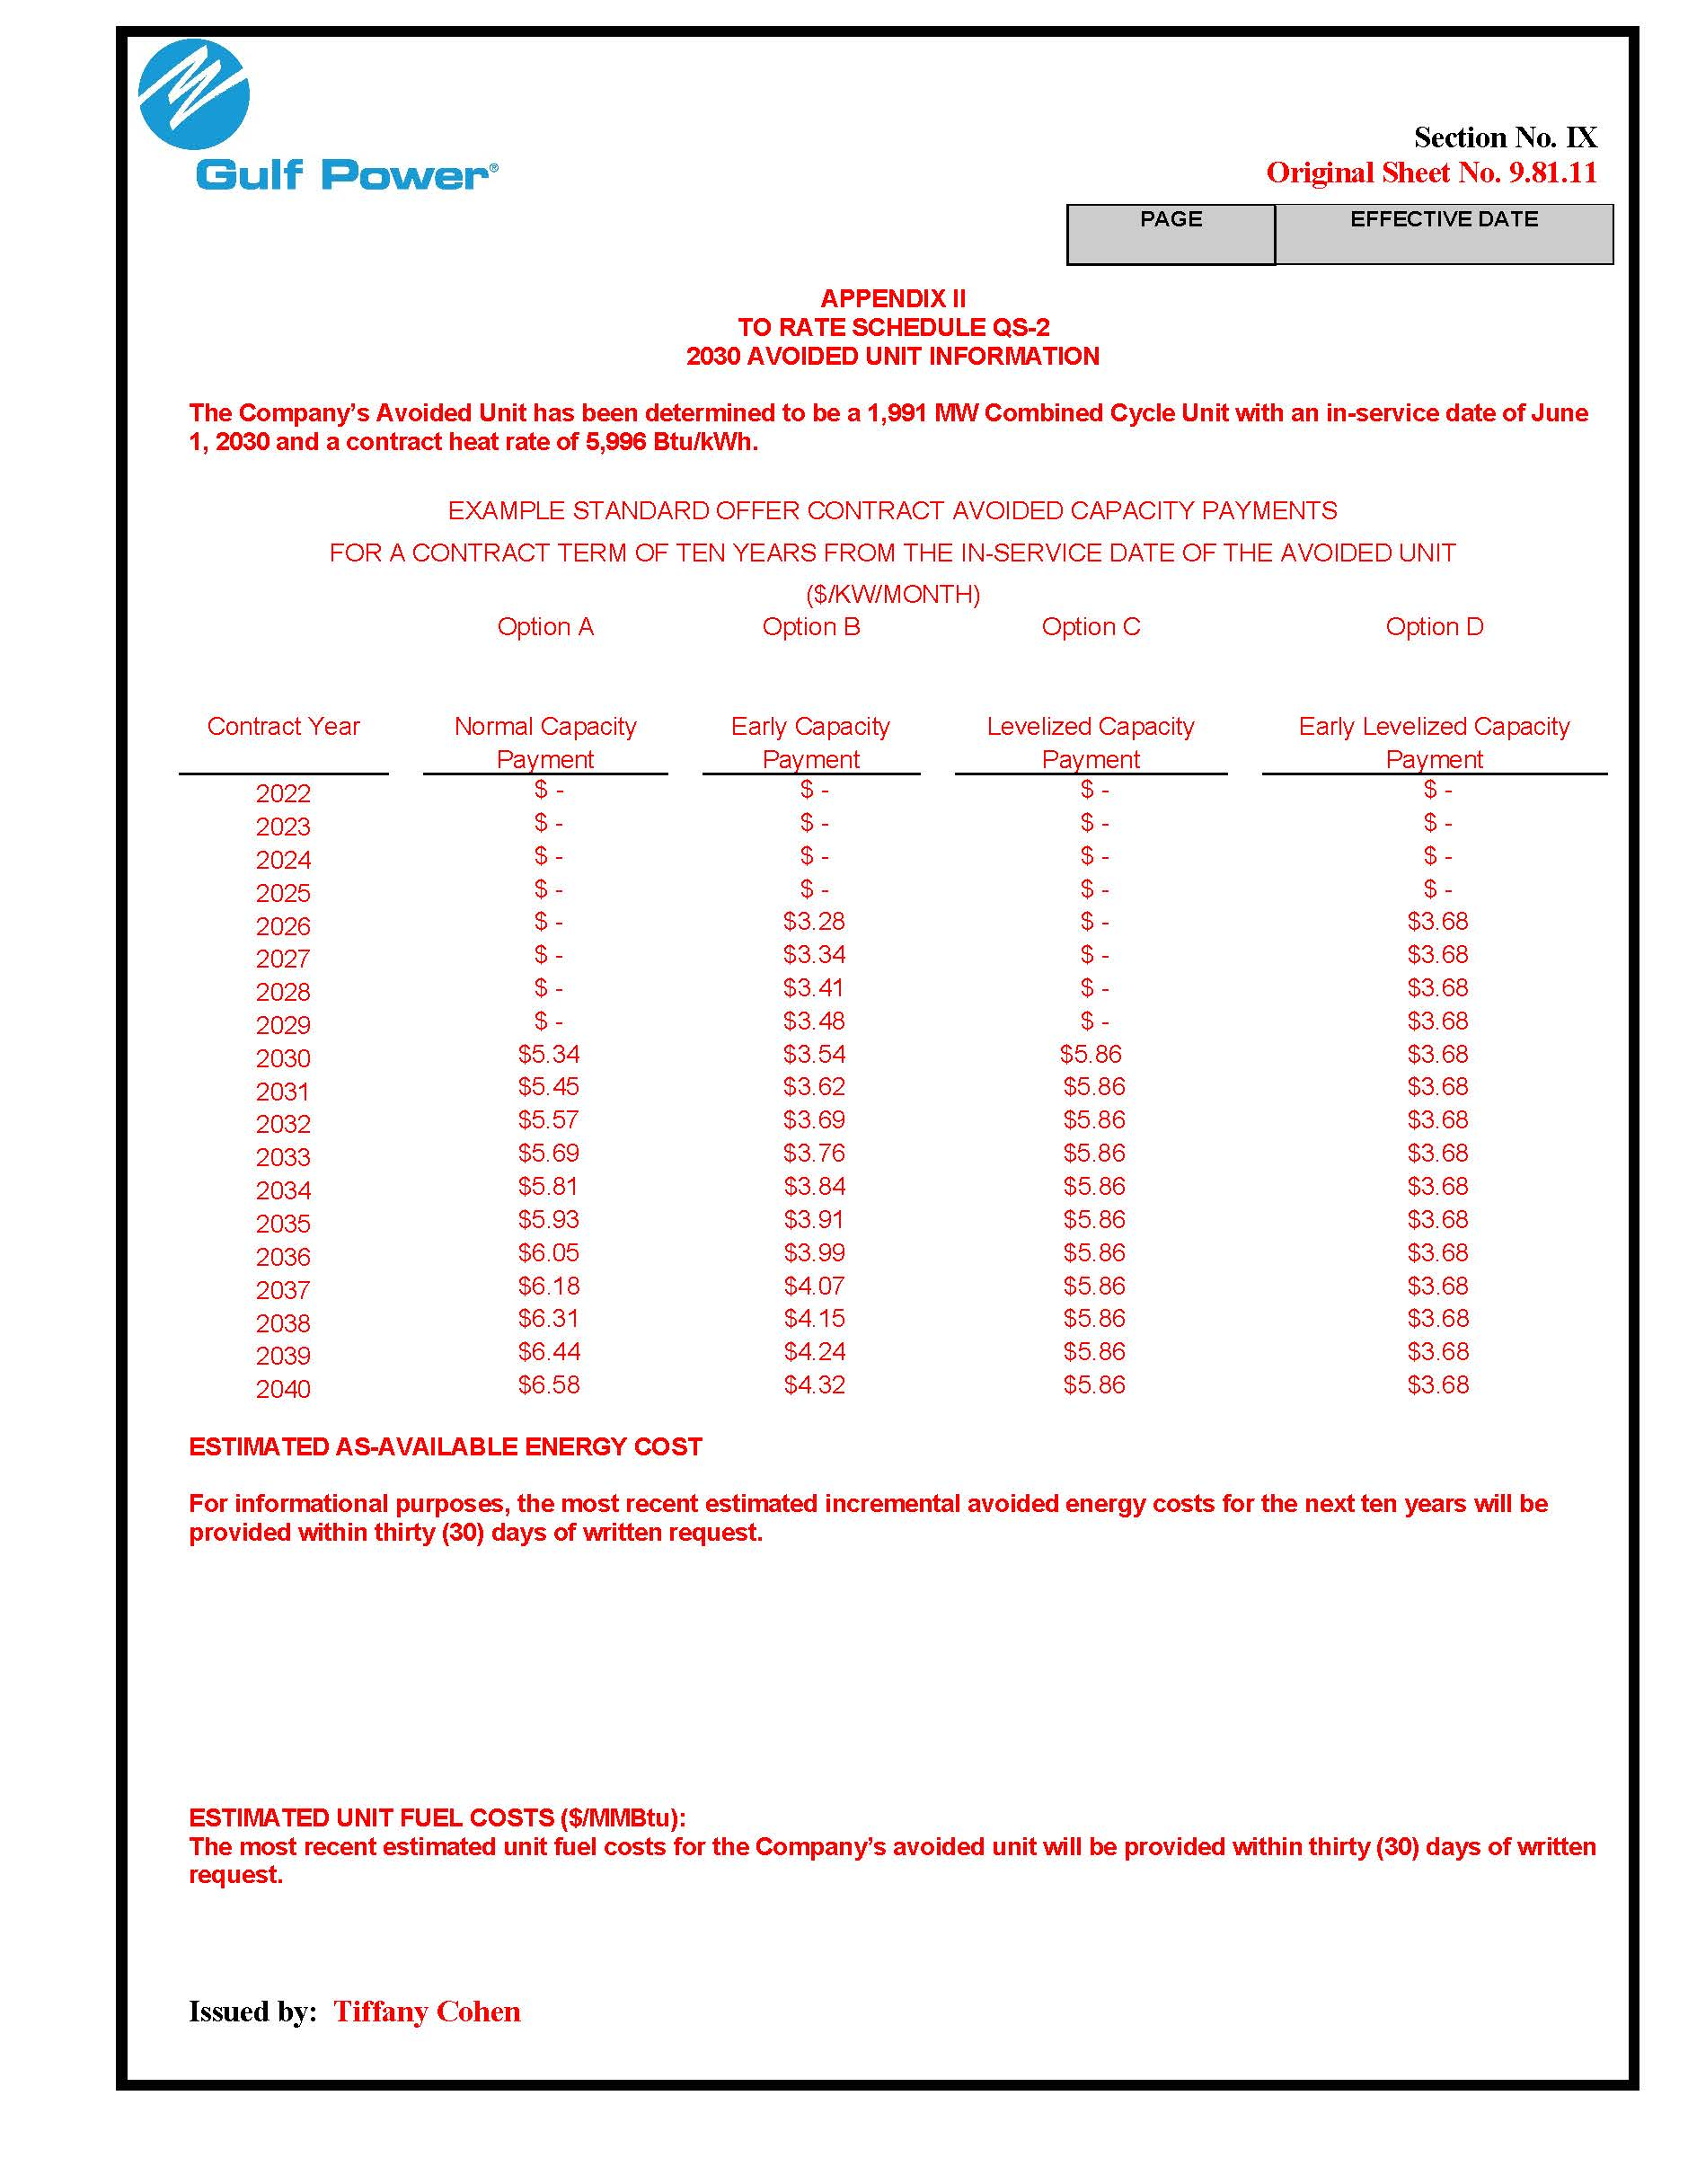 Gulf Power®
Section No. IX
Original Sheet No. 9.81.11
PAGE EFFECTIVE DATE
APPENDIX II
TO RATE SCHEDULE QS-2
2030 AVOIDED UNIT INFORMATION
The Company’s Avoided Unit has been determined to be a 1,991 MW Combined Cycle Unit with an in-service date of June
1, 2030 and a contract heat rate of 5,996 Btu/kWh.
EXAMPLE STANDARD OFFER CONTRACT AVOIDED CAPACITY PAYMENTS
FOR A CONTRACT TERM OF TEN YEARS FROM THE IN-SERVICE DATE OF THE AVOIDED UNIT
($/KW/MONTH)
Option A Option B Option C Option D
Contract Year Normal Capacity Early Capacity Levelized Capacity Early Levelized Capacity
Payment Payment Payment Payment
2022 $ - $ - $ - $ -
2023 $ - $ - $ - $ -
2024 $ - $ - $ - $ -
2025 $ - $ - $ - $ -
2026 $ - $3.28 $ - $3.68
2027 $ - $3.34 $ - $3.68
2028 $ - $3.41 $ - $3.68
2029 $ - $3.48 $ - $3.68
2030 $5.34 $3.54 $5.86 $3.68
2031 $5.45 $3.62 $5.86 $3.68
2032 $5.57 $3.69 $5.86 $3.68
2033 $5.69 $3.76 $5.86 $3.68
2034 $5.81 $3.84 $5.86 $3.68
2035 $5.93 $3.91 $5.86 $3.68
2036 $6.05 $3.99 $5.86 $3.68
2037 $6.18 $4.07 $5.86 $3.68
2038 $6.31 $4.15 $5.86 $3.68
2039 $6.44 $4.24 $5.86 $3.68
2040 $6.58 $4.32 $5.86 $3.68
ESTIMATED AS-AVAILABLE ENERGY COST
For informational purposes, the most recent estimated incremental avoided energy costs for the next ten years will be
provided within thirty (30) days of written request.
ESTIMATED UNIT FUEL COSTS ($/MMBtu):
The most recent estimated unit fuel costs for the Company’s avoided unit will be provided within thirty (30) days of written
request.
Issued by: Tiffany Cohen